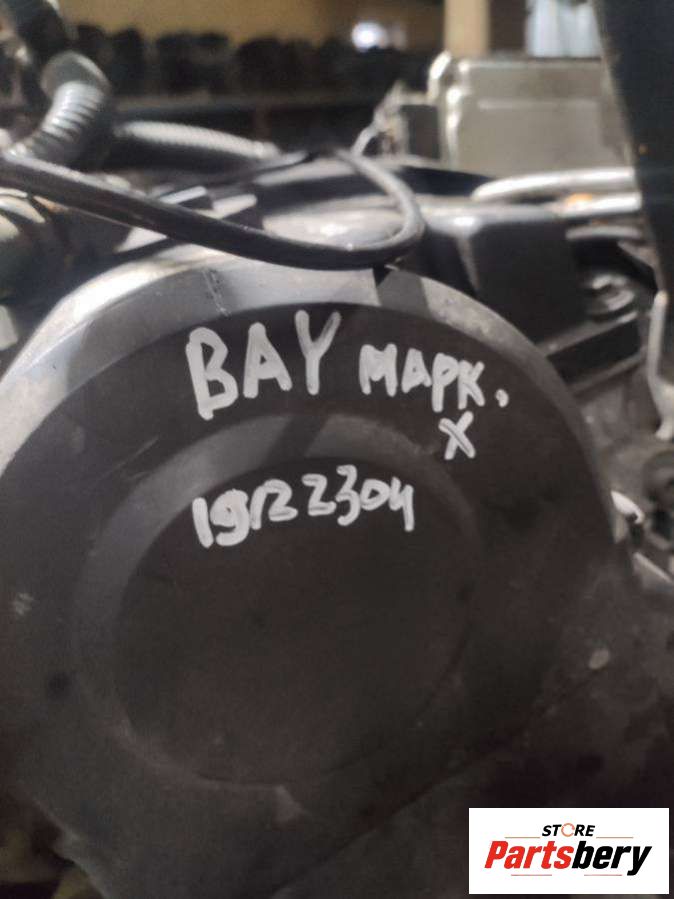 BAY МАРК.
X
19122304
STORE
Partsbery